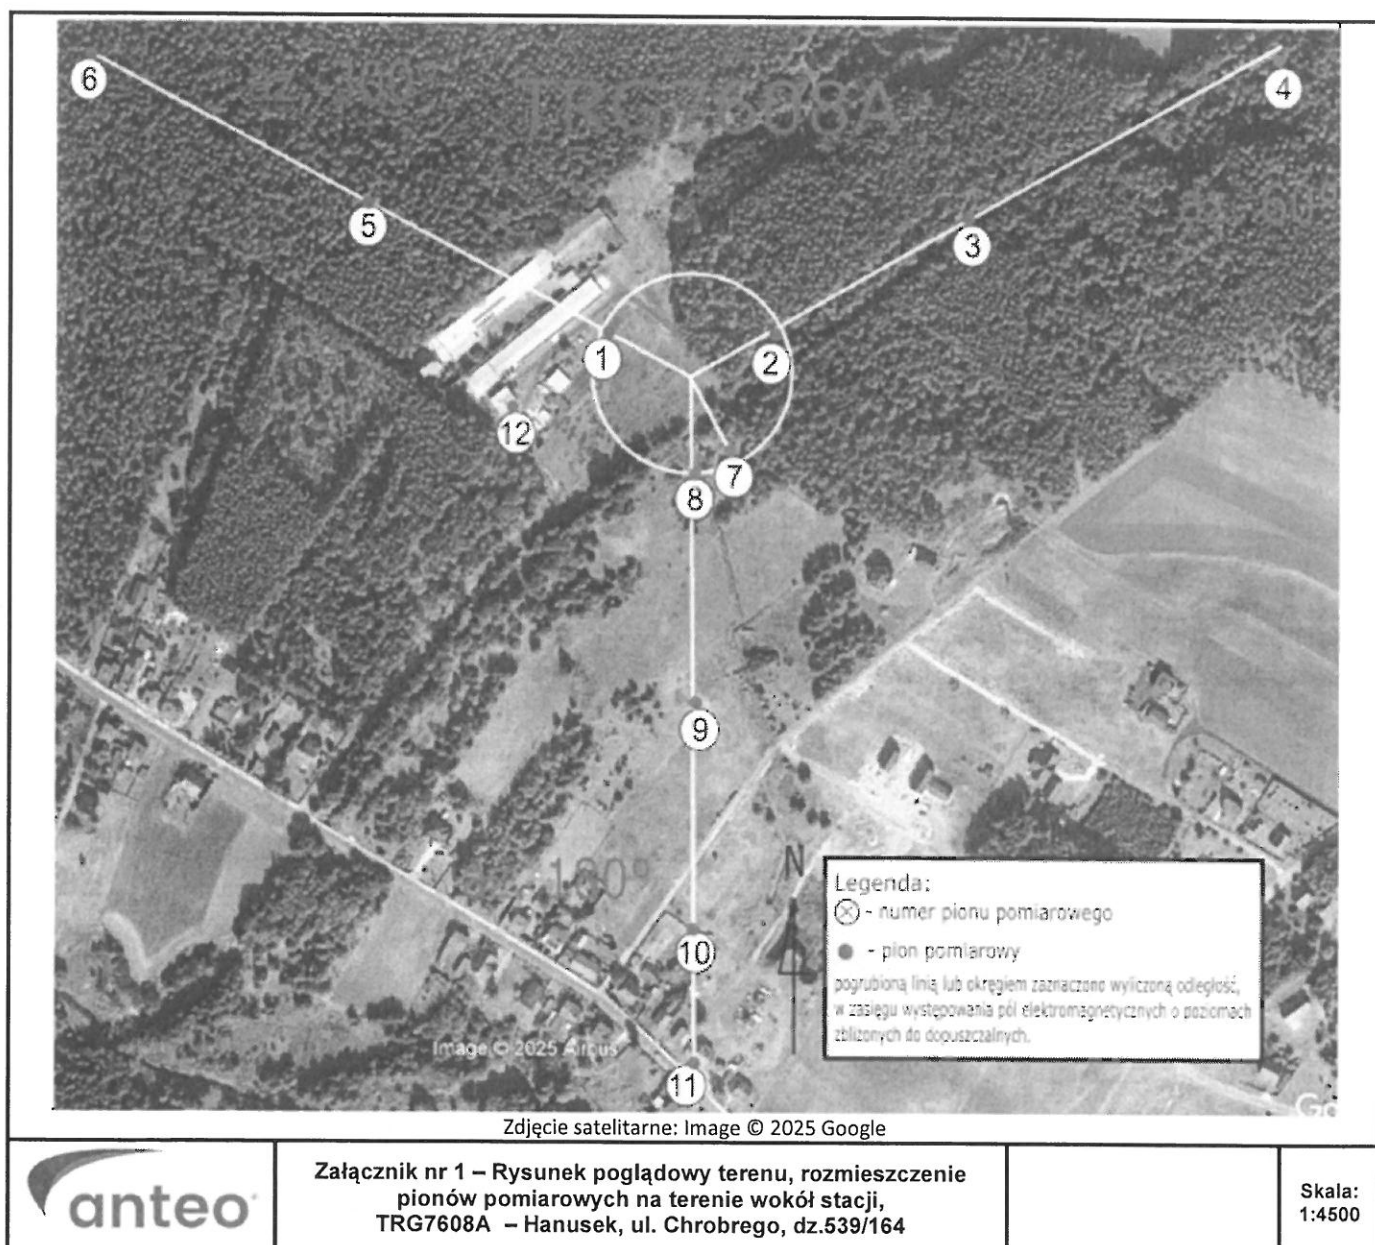 6
4
5
3
1
2
12
7
8
9
180°
N
10
11
Legenda:
- numer pionu pomiarowego
- pion pomiarowy
pogrubioną linią lub okręgiem zaznaczono wyliczoną odległość,
w zasięgu występowania pól elektromagnetycznych o poziomach
zbliżonych do dopuszczalnych.
Image © 2025 Airbus
Go
Zdjęcie satelitarne: Image © 2025 Google
anteo
Załącznik nr 1 – Rysunek poglądowy terenu, rozmieszczenie
pionów pomiarowych na terenie wokół stacji,
TRG7608A – Hanusek, ul. Chrobrego, dz.539/164
Skala:
1:4500